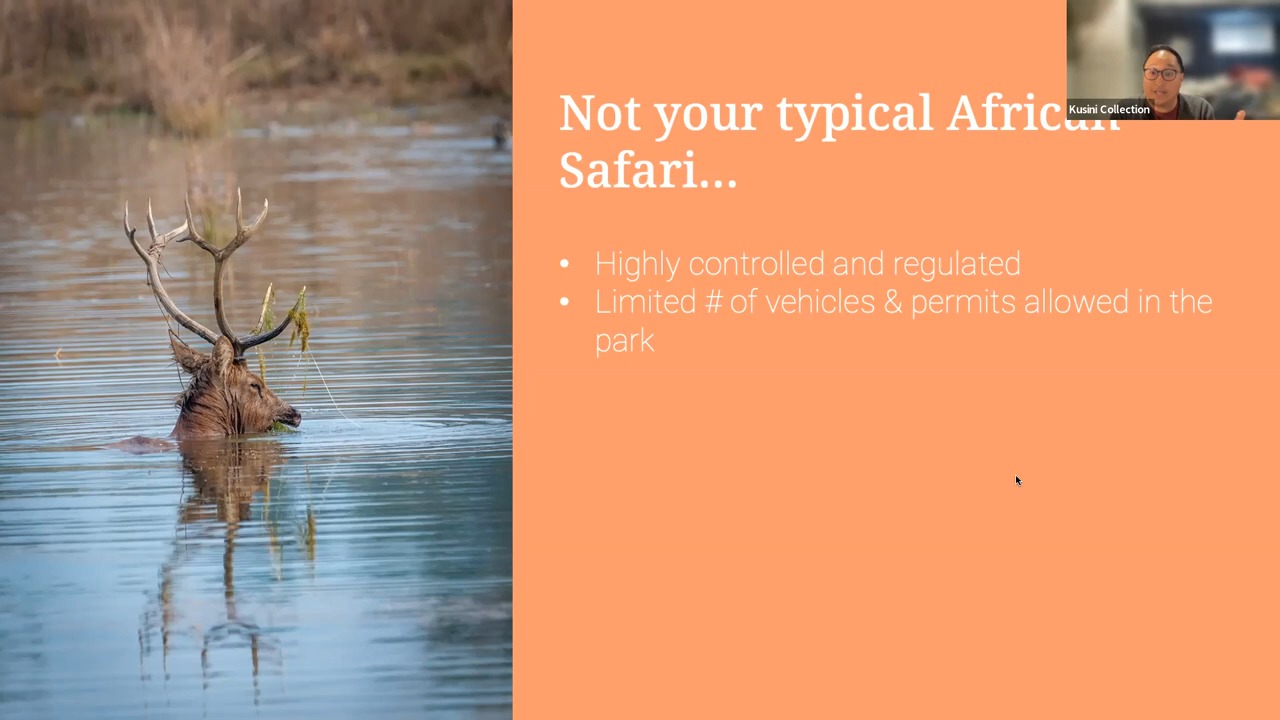 Not your typical African
Safari...
• Highly controlled and regulated
• Limited # of vehicles & permits allowed in the
park
Kusini Collection